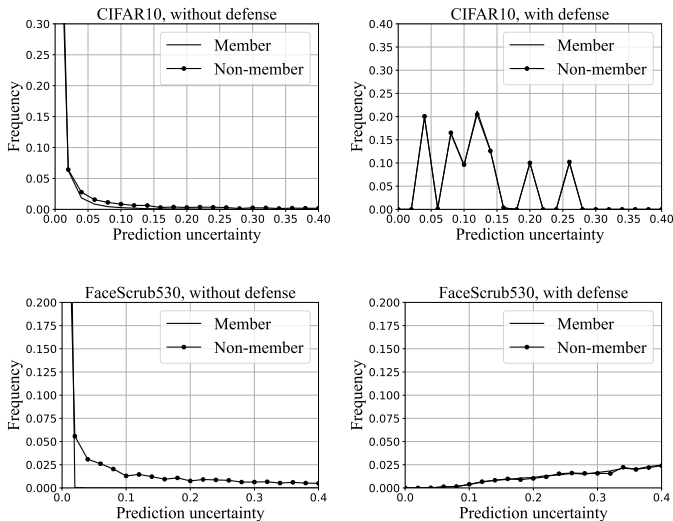 CIFAR10, without defense
0.30
0.25
0.20
0.15
0.10
0.05
0.00
Frequency
Member
Non-member
0.00 0.05 0.10 0.15 0.20 0.25 0.30 0.35 0.40
Prediction uncertainty
CIFAR10, with defense
0.40
0.35
0.30
0.25
0.20
0.15
0.10
0.05
0.00
Frequency
Member
Non-member
0.00 0.05 0.10 0.15 0.20 0.25 0.30 0.35 0.40
Prediction uncertainty
FaceScrub530, without defense
0.200
0.175
0.150
0.125
0.100
0.075
0.050
0.025
0.000
Frequency
Member
Non-member
0.0 0.1 0.2 0.3 0.4
Prediction uncertainty
FaceScrub530, with defense
0.200
0.175
0.150
0.125
0.100
0.075
0.050
0.025
0.000
Frequency
Member
Non-member
0.0 0.1 0.2 0.3 0.4
Prediction uncertainty